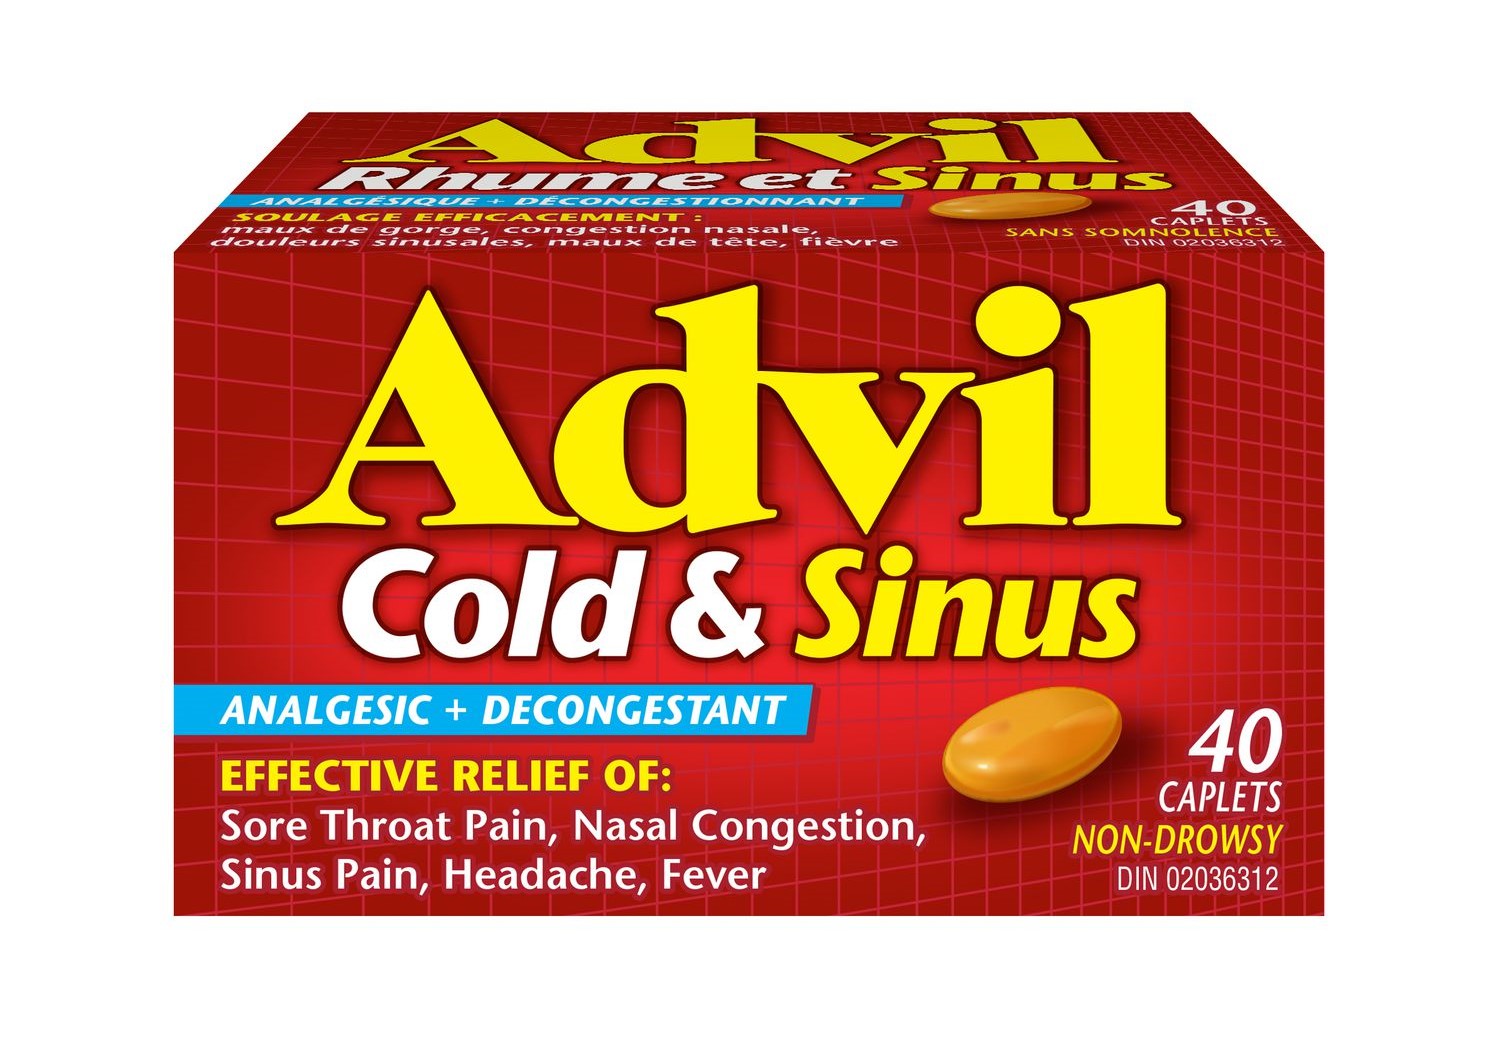 Advil
Rhume et Sinus
ANALGÉSIQUE + DÉCONGESTIONNANT
SOULAGE EFFICACEMENT :
maux de gorge, congestion nasale,
douleurs sinusales, maux de tête, fièvre
40
CAPLETS
SANS SOMNOLENCE
DIN 02036312
Advil
Cold & Sinus
ANALGESIC + DECONGESTANT
EFFECTIVE RELIEF OF:
Sore Throat Pain, Nasal Congestion,
Sinus Pain, Headache, Fever
40
CAPLETS
NON-DROWSY
DIN 02036312